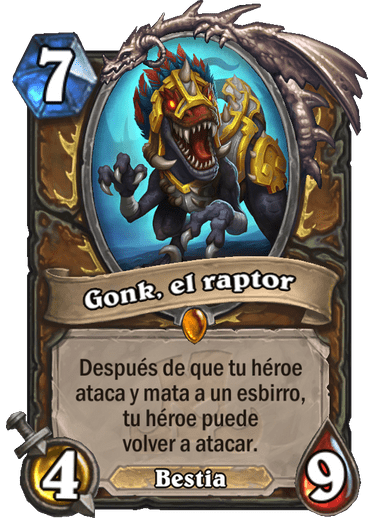 7
Gonk, el raptor
Después de que tu héroe
ataca y mata a un esbirro,
tu héroe puede
volver a atacar.
4
Bestia
9